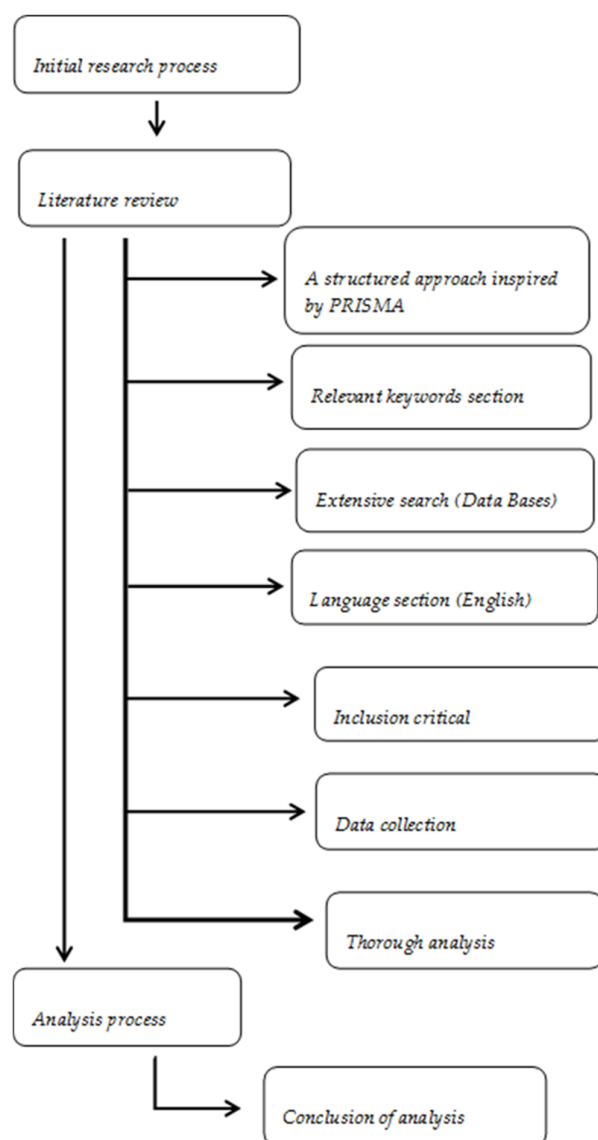 Initial research process
Literature review
A structured approach inspired
by PRISMA
Relevant keywords section
Extensive search (Data Bases)
Language section (English)
Inclusion critical
Data collection
Thorough analysis
Analysis process
Conclusion of analysis